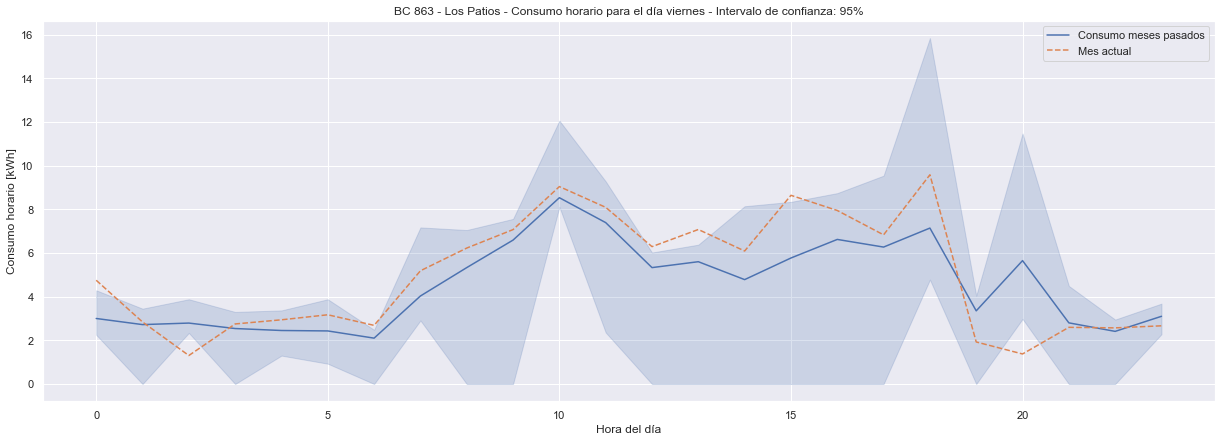 BC 863 - Los Patios - Consumo horario para el día viernes - Intervalo de confianza: 95%
Consumo meses pasados
Mes actual
Consumo horario [kWh]
16
14
12
10
8
6
4
2
0
0
5
10
15
20
Hora del día